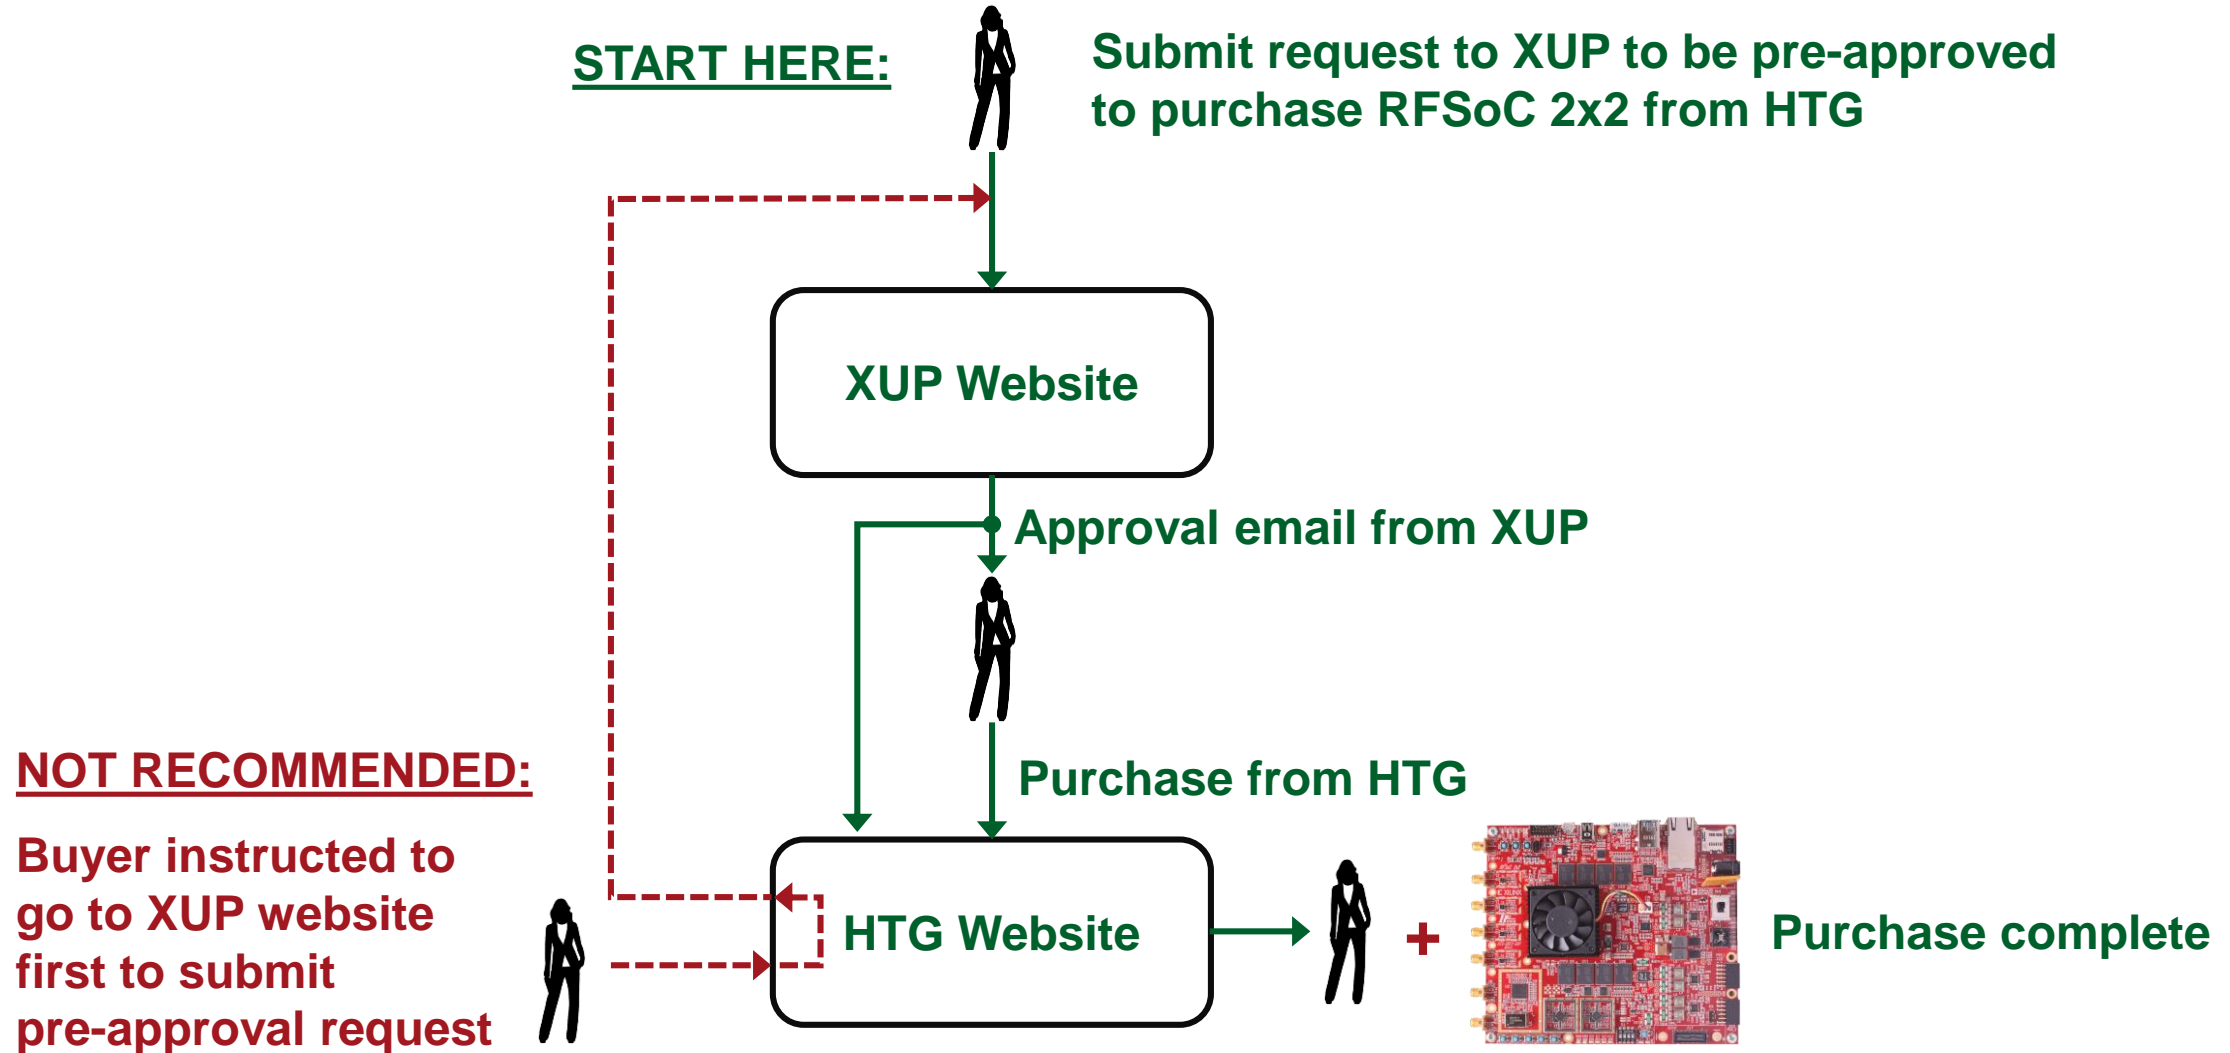 START HERE:
Submit request to XUP to be pre-approved
to purchase RFSoC 2x2 from HTG
XUP Website
Approval email from XUP
Purchase from HTG
NOT RECOMMENDED:
Buyer instructed to
go to XUP website
first to submit
pre-approval request
HTG Website
+
Purchase complete